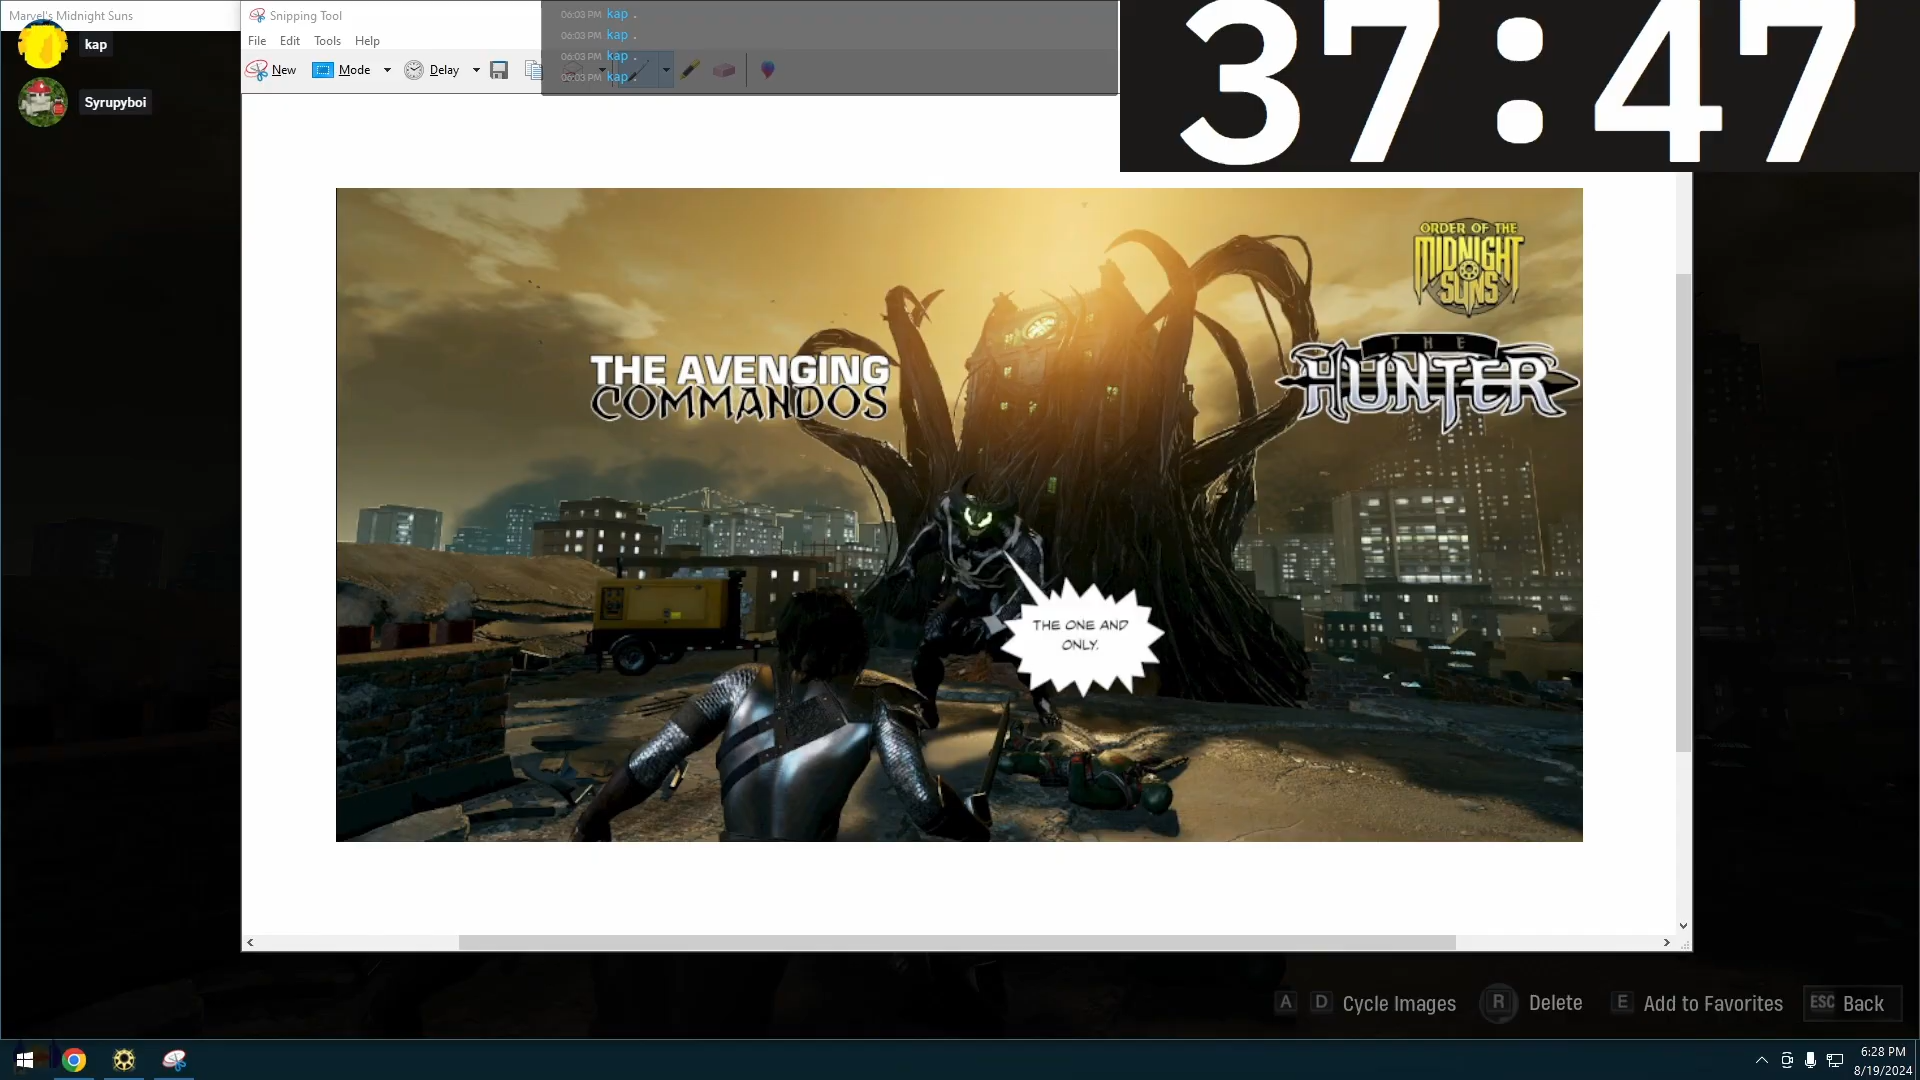 Marvel's Midnight Suns
kap
Syrupyboi
Snipping Tool
File Edit Tools Help
New Mode Delay
06:03 PM kap .
06:03 PM kap .
06:03 PM kap .
06:03 PM kap .
37:47
ORDER OF THE
MIDNIGHT
SUNS
THE
HUNTER
THE AVENGING
COMMANDOS
THE ONE AND
ONLY.
A D Cycle Images R Delete E Add to Favorites ESC Back
6:28 PM
8/19/2024